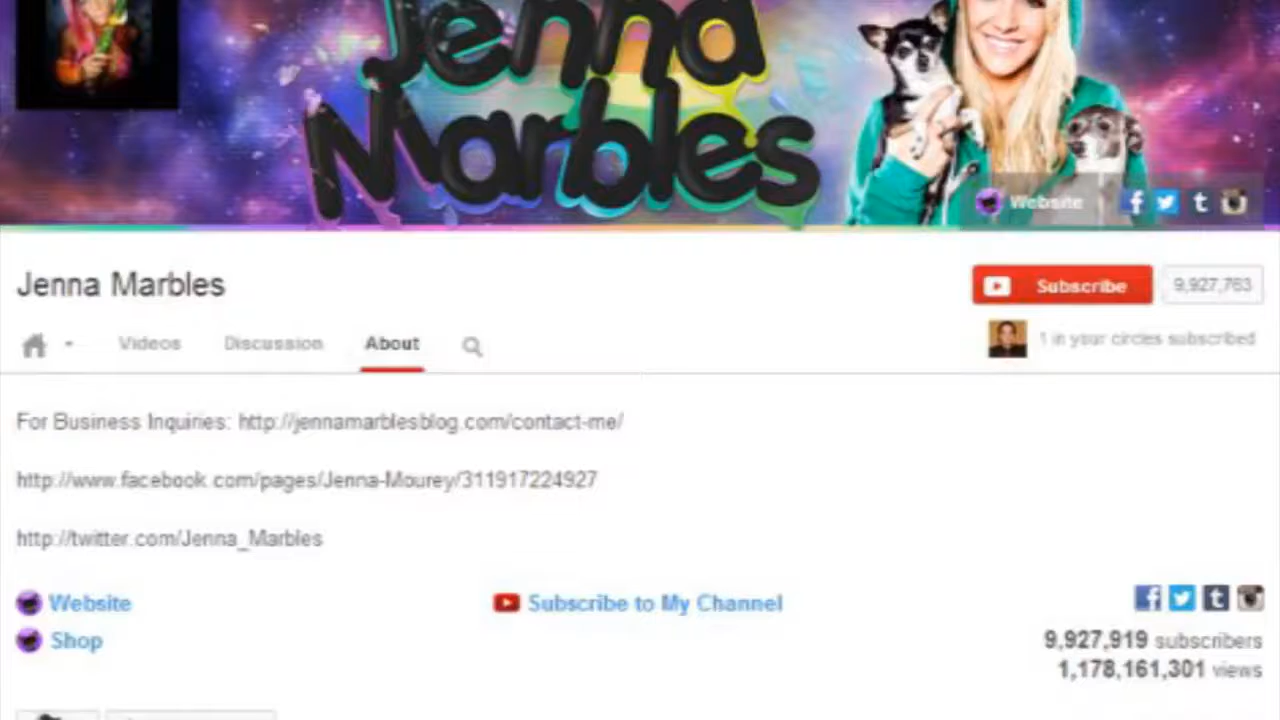 Jenna
Marbles
Website
Jenna Marbles
Subscribe 9,927,763
Videos Discussion About
1 in your circles subscribed
For Business Inquiries: http://jennamarblesblog.com/contact-me/
http://www.facebook.com/pages/Jenna-Mourey/311917224927
http://twitter.com/Jenna_Marbles
Website Subscribe to My Channel
Shop
9,927,919 subscribers
1,178,161,301 views